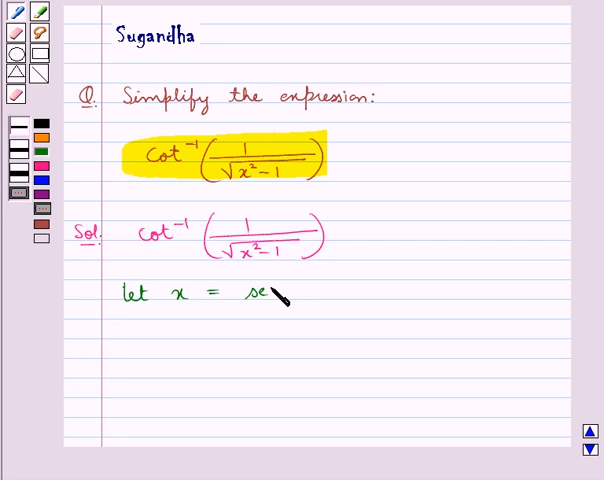 Sugandha
Q. Simplify the expression:
cot⁻¹ (1/√x²-1)
Sol. cot⁻¹ (1/√x²-1)
let x = se